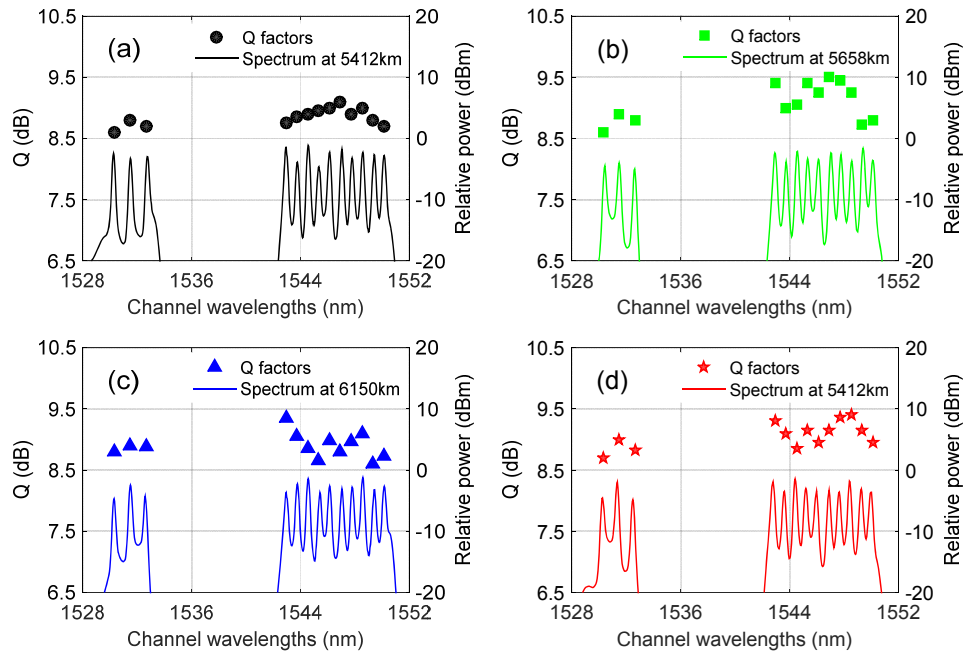 10.5
9.5
8.5
7.5
6.5
Q (dB)
(a)
Q factors
Spectrum at 5412km
20
10
0
-10
-20
Relative power (dBm)
1528
1536
1544
1552
Channel wavelengths (nm)
10.5
9.5
8.5
7.5
6.5
Q (dB)
(b)
Q factors
Spectrum at 5658km
20
10
0
-10
-20
Relative power (dBm)
1528
1536
1544
1552
Channel wavelengths (nm)
10.5
9.5
8.5
7.5
6.5
Q (dB)
(c)
Q factors
Spectrum at 6150km
20
10
0
-10
-20
Relative power (dBm)
1528
1536
1544
1552
Channel wavelengths (nm)
10.5
9.5
8.5
7.5
6.5
Q (dB)
(d)
Q factors
Spectrum at 5412km
20
10
0
-10
-20
Relative power (dBm)
1528
1536
1544
1552
Channel wavelengths (nm)